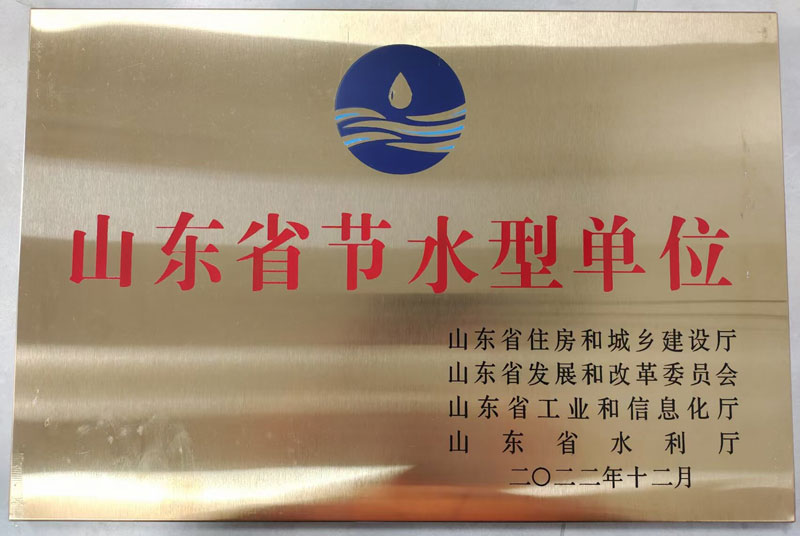 山东省节水型单位
山东省住房和城乡建设厅
山东省发展和改革委员会
山东省工业和信息化厅
山东省水利厅
二〇二二年十二月